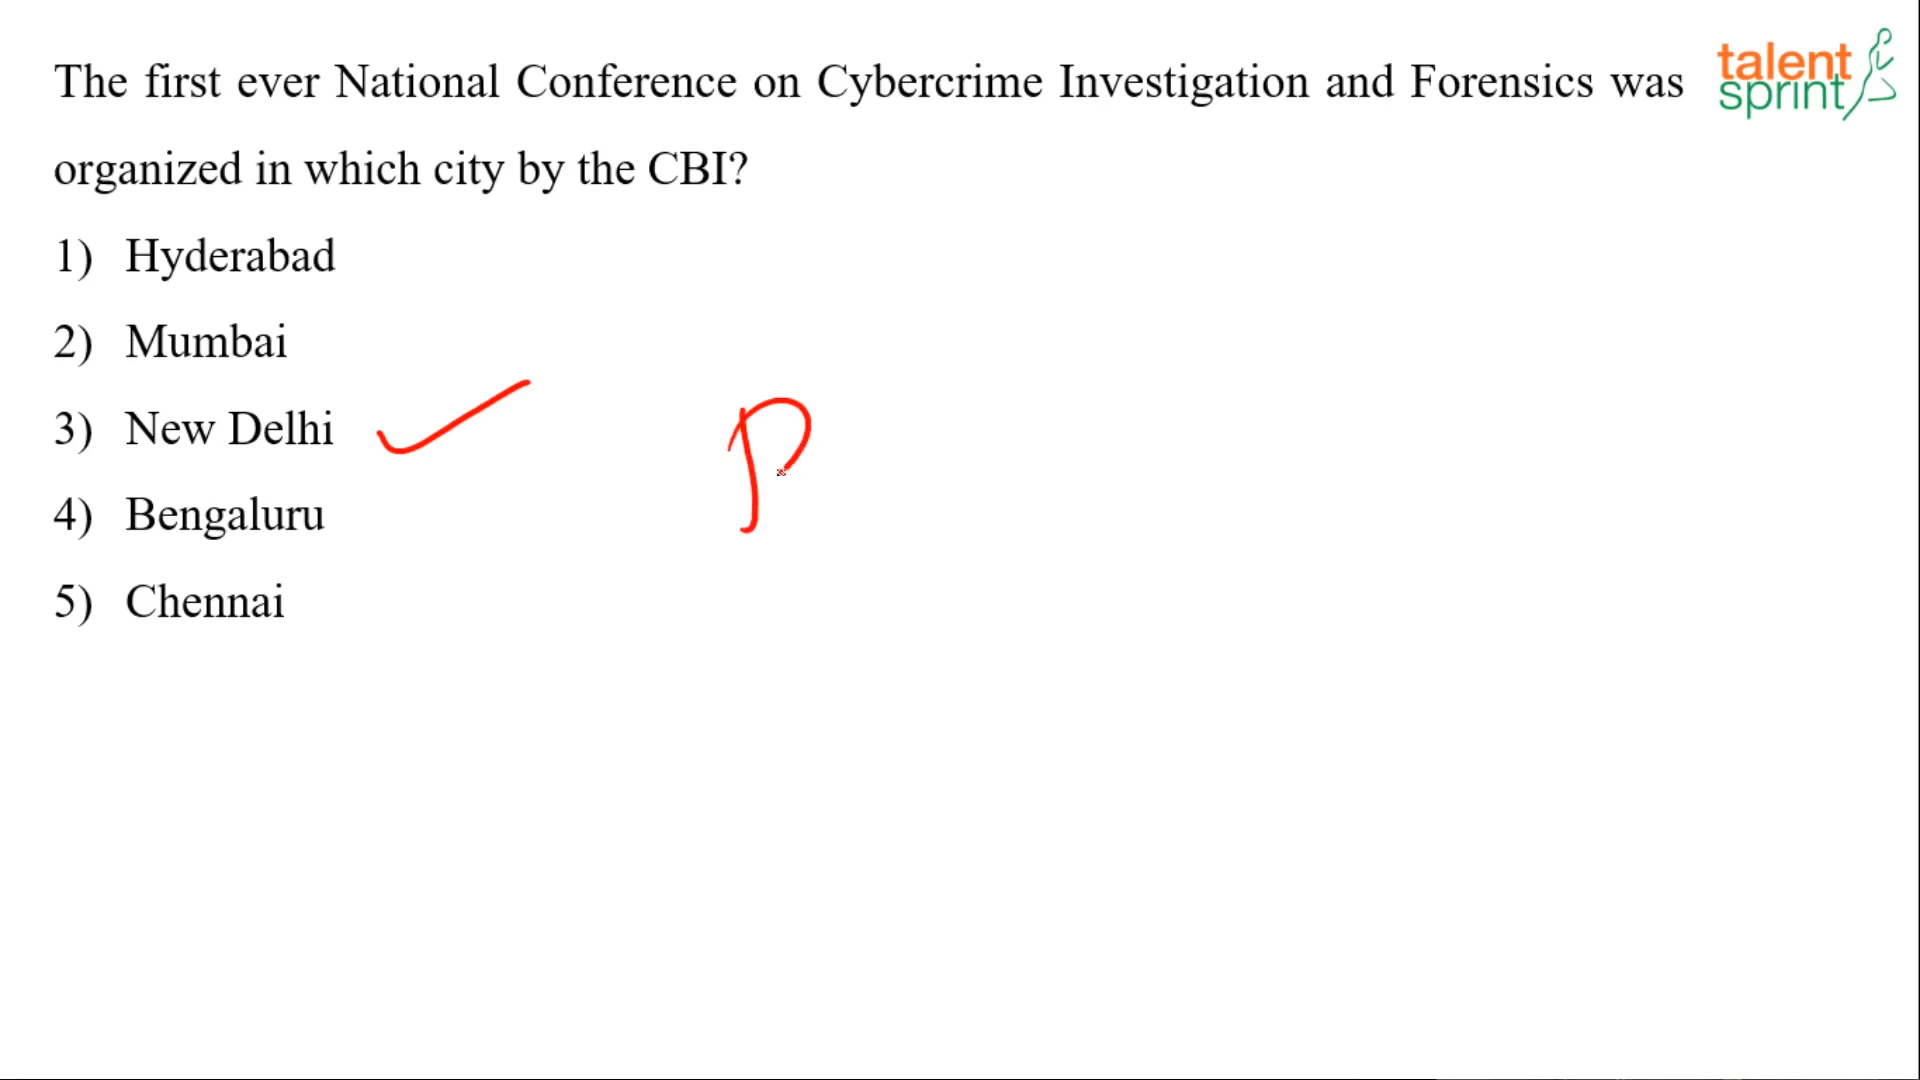 The first ever National Conference on Cybercrime Investigation and Forensics was
organized in which city by the CBI?
1) Hyderabad
2) Mumbai
3) New Delhi
4) Bengaluru
5) Chennai
talent
sprint
P